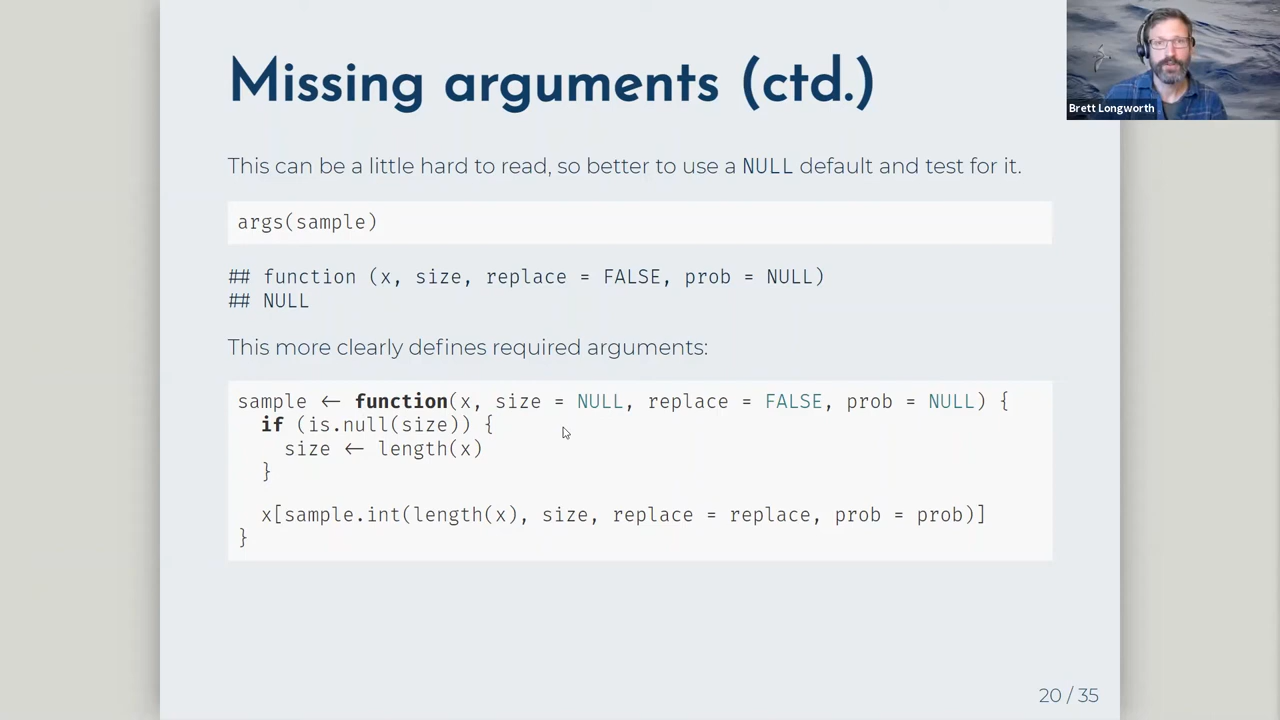 Missing arguments (ctd.)
Brett Longworth
This can be a little hard to read, so better to use a NULL default and test for it.
args(sample)
## function (x, size, replace = FALSE, prob = NULL)
## NULL
This more clearly defines required arguments:
sample <- function(x, size = NULL, replace = FALSE, prob = NULL) {
  if (is.null(size)) {
    size <- length(x)
  }
  x[sample.int(length(x), size, replace = replace, prob = prob)]
}
20 / 35